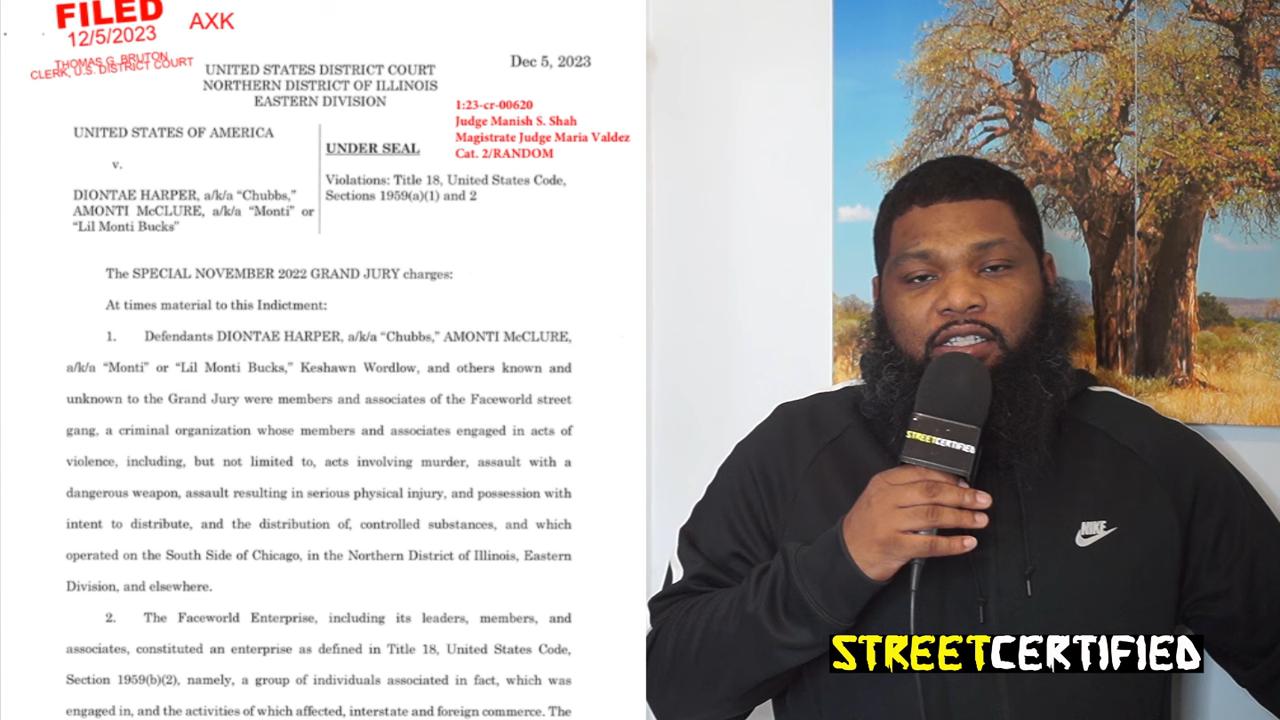 FILED
12/5/2023
AXK
THOMAS G. BRUTON
CLERK, U.S. DISTRICT COURT
Dec 5, 2023
UNITED STATES DISTRICT COURT
NORTHERN DISTRICT OF ILLINOIS
EASTERN DIVISION
1:23-cr-00620
Judge Manish S. Shah
Magistrate Judge Maria Valdez
Cat. 2/RANDOM
UNITED STATES OF AMERICA
v.
DIONTAE HARPER, a/k/a “Chubbs,”
AMONTI McCLURE, a/k/a “Monti” or
“Lil Monti Bucks”
UNDER SEAL
Violations: Title 18, United States Code,
Sections 1959(a)(1) and 2
The SPECIAL NOVEMBER 2022 GRAND JURY charges:
At times material to this Indictment:
1. Defendants DIONTAE HARPER, a/k/a “Chubbs,” AMONTI McCLURE,
a/k/a “Monti” or “Lil Monti Bucks,” Keshawn Wordlow, and others known and
unknown to the Grand Jury were members and associates of the Faceworld street
gang, a criminal organization whose members and associates engaged in acts of
violence, including, but not limited to, acts involving murder, assault with a
dangerous weapon, assault resulting in serious physical injury, and possession with
intent to distribute, and the distribution of, controlled substances, and which
operated on the South Side of Chicago, in the Northern District of Illinois, Eastern
Division, and elsewhere.
2. The Faceworld Enterprise, including its leaders, members, and
associates, constituted an enterprise as defined in Title 18, United States Code,
Section 1959(b)(2), namely, a group of individuals associated in fact, which was
engaged in, and the activities of which affected, interstate and foreign commerce. The
STREETCERTIFIED
NIKE
STREETCERTIFIED